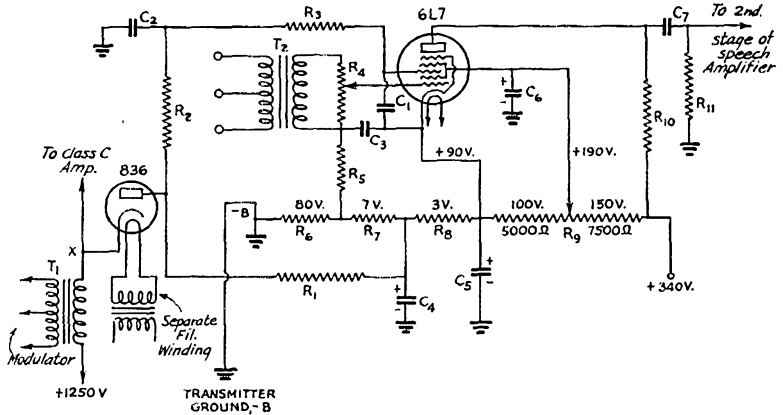 C2
R3
6L7
C7
To 2nd.
stage of
speech
Amplifier
T2
R4
R2
C1
C3
+
-
C6
R10
R11
To Class C
Amp.
836
+90V.
+190V.
R5
-B
80V.
7V.
3V.
100V.
150V.
R6
R7
R8
5000Ω
R9
7500Ω
X
T1
R1
+
-
C4
C5
+
-
+340V.
Separate
Fil.
Winding
Modulator
+1250V
TRANSMITTER
GROUND,-B